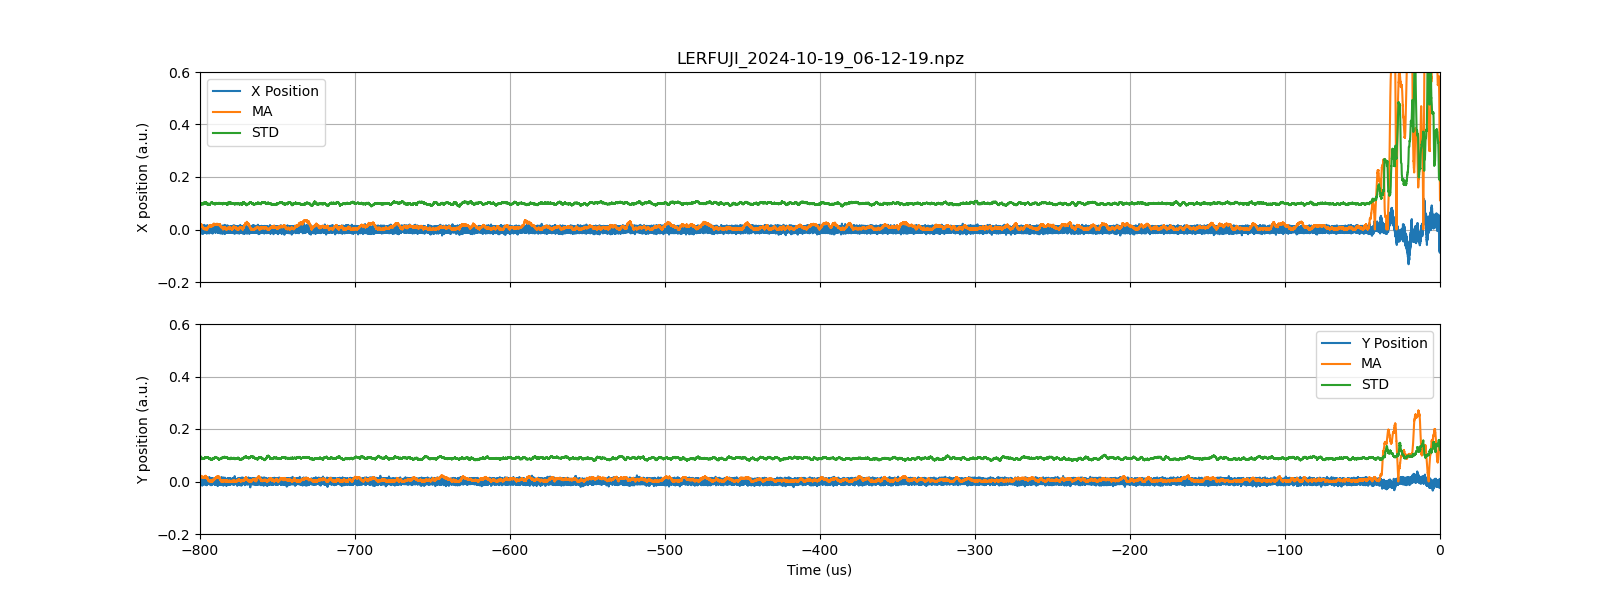 LERFUJI_2024-10-19_06-12-19.npz
0.6
0.4
0.2
0.0
−0.2
X position (a.u.)
X Position
MA
STD
0.6
0.4
0.2
0.0
−0.2
Y position (a.u.)
Y Position
MA
STD
−800 −700 −600 −500 −400 −300 −200 −100 0
Time (us)